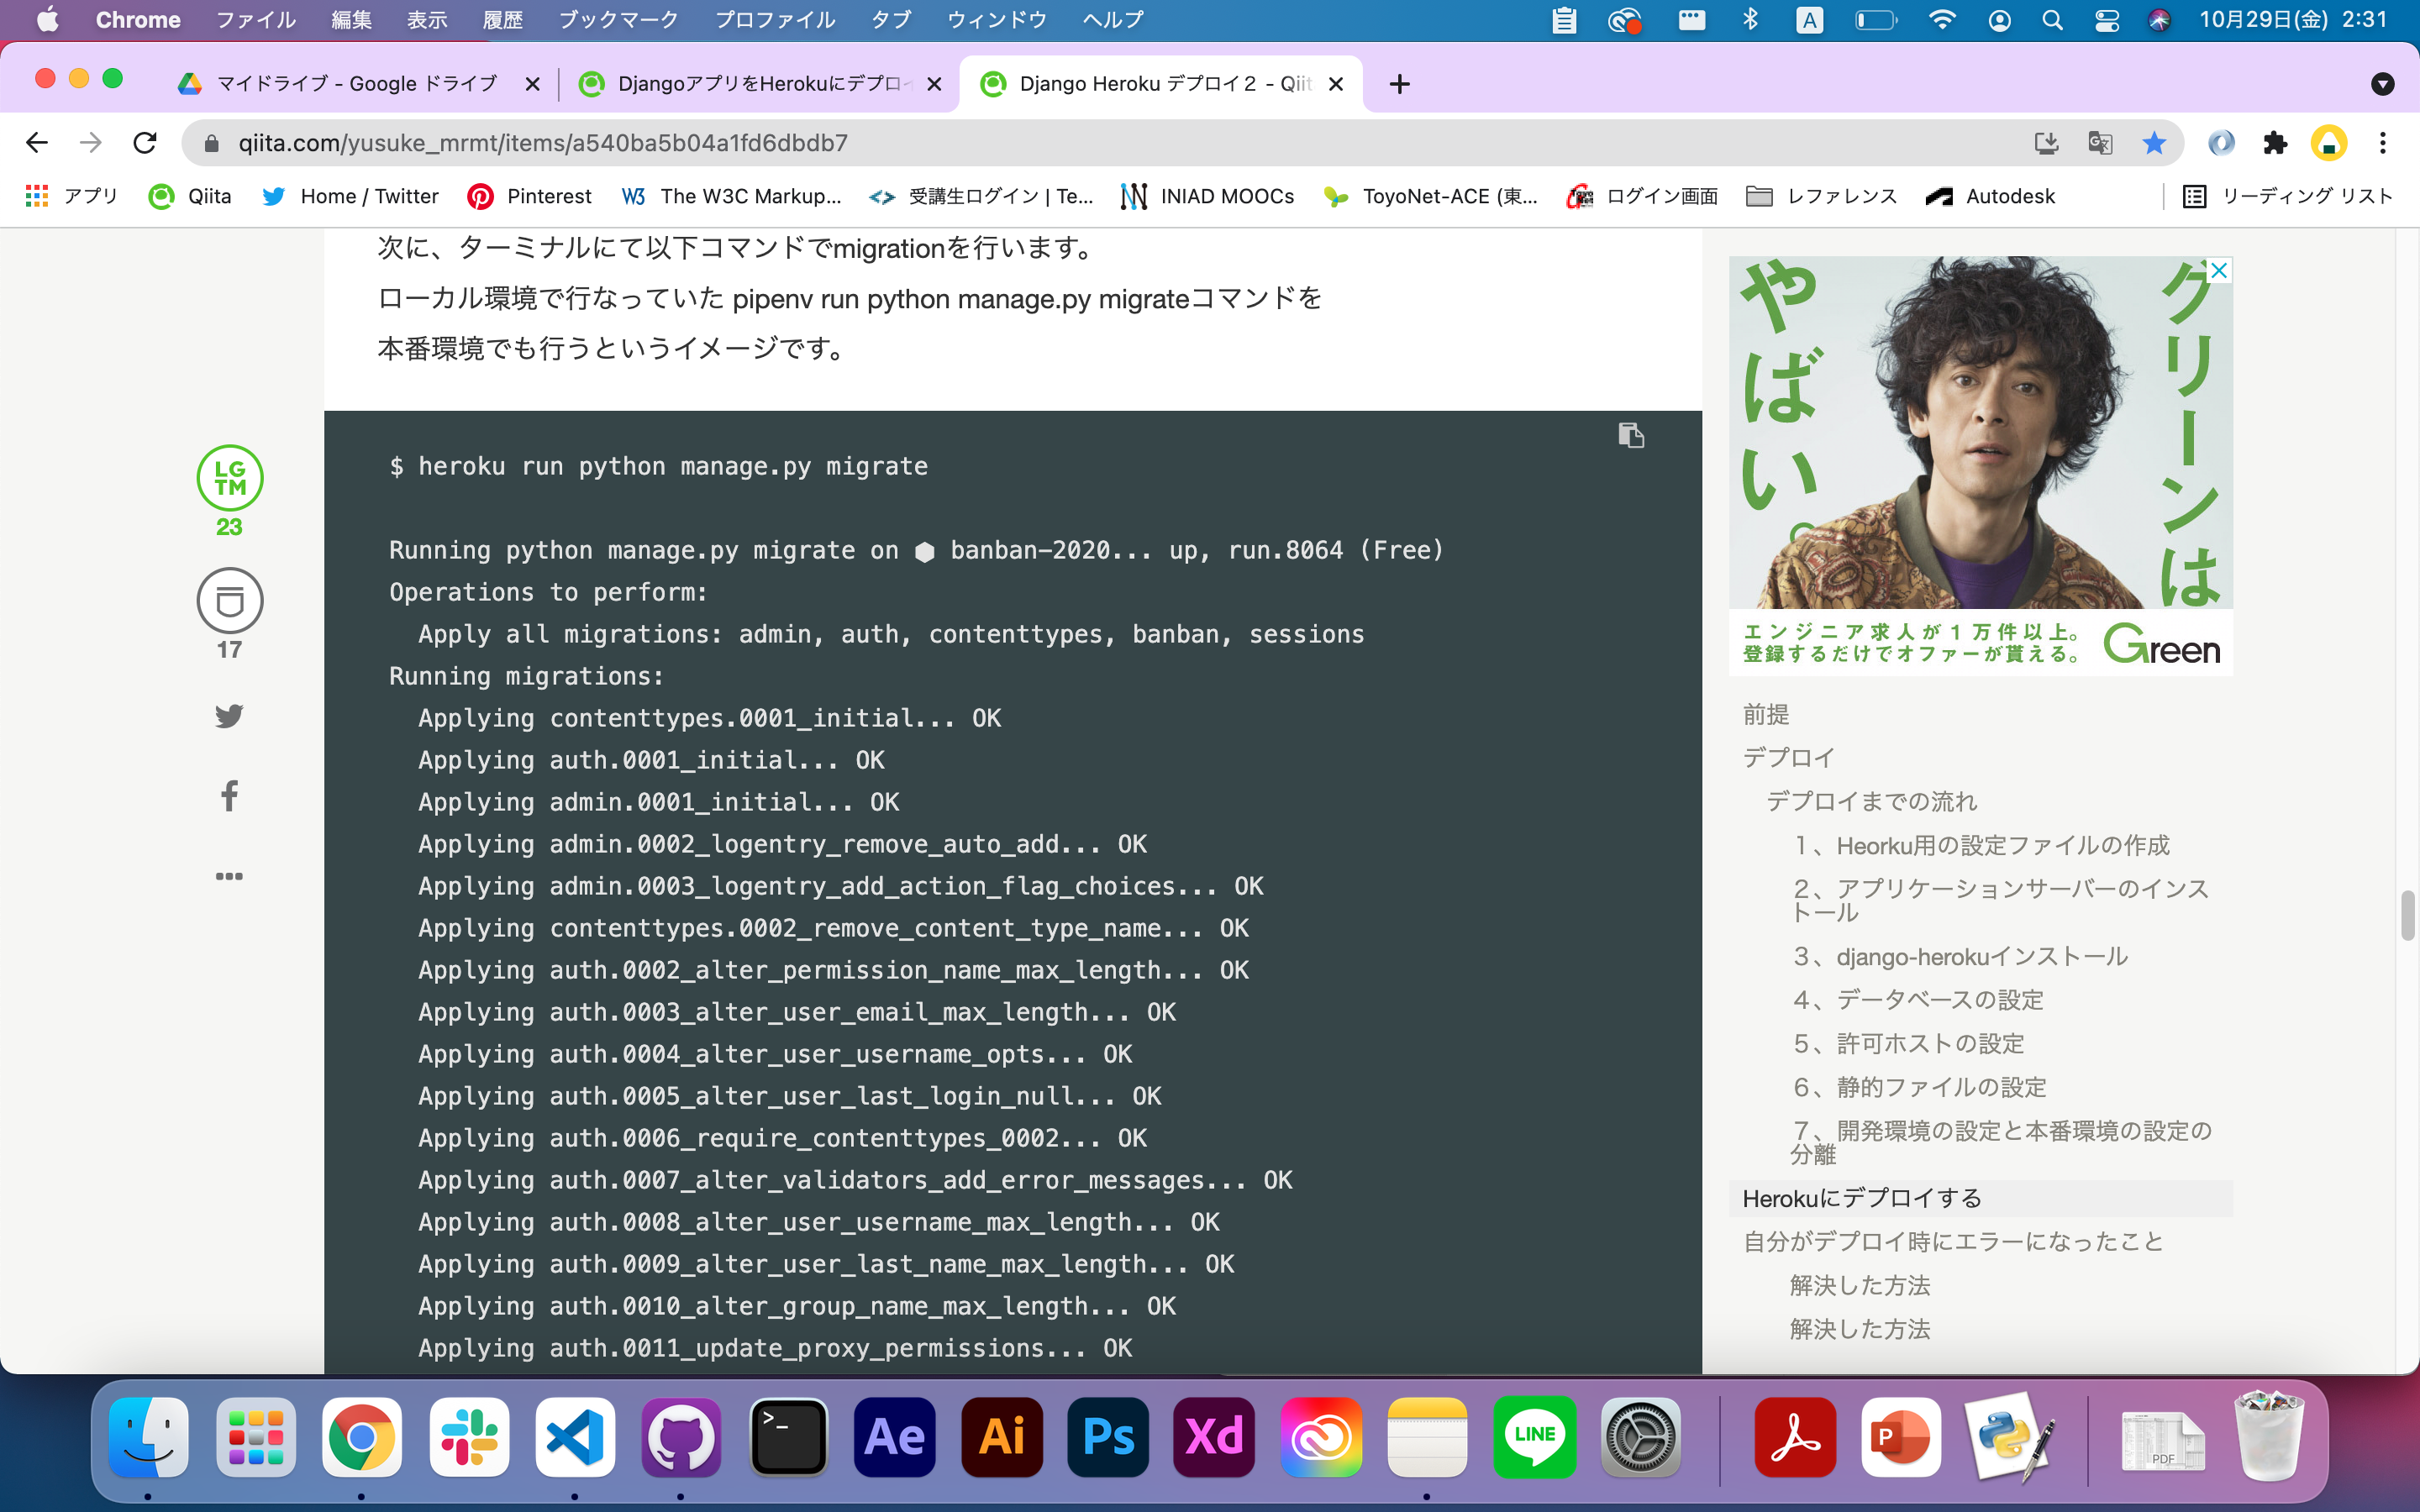 Chrome ファイル 編集 表示 履歴 ブックマーク プロファイル タブ ウィンドウ ヘルプ
A 10月29日(金) 2:31
マイドライブ - Google ドライブ
DjangoアプリをHerokuにデプロイ
Django Heroku デプロイ２ - Qiit
qiita.com/yusuke_mrmt/items/a540ba5b04a1fd6dbdb7
アプリ Qiita Home / Twitter Pinterest W3 The W3C Markup... 受講生ログイン | Te... INIAD MOOCs ToyoNet-ACE (東... ログイン画面 レファレンス Autodesk リーディング リスト
次に、ターミナルにて以下コマンドでmigrationを行います。
ローカル環境で行なっていた pipenv run python manage.py migrateコマンドを
本番環境でも行うというイメージです。
LG
TM
23
17
$ heroku run python manage.py migrate
Running python manage.py migrate on ⬢ banban-2020... up, run.8064 (Free)
Operations to perform:
Apply all migrations: admin, auth, contenttypes, banban, sessions
Running migrations:
Applying contenttypes.0001_initial... OK
Applying auth.0001_initial... OK
Applying admin.0001_initial... OK
Applying admin.0002_logentry_remove_auto_add... OK
Applying admin.0003_logentry_add_action_flag_choices... OK
Applying contenttypes.0002_remove_content_type_name... OK
Applying auth.0002_alter_permission_name_max_length... OK
Applying auth.0003_alter_user_email_max_length... OK
Applying auth.0004_alter_user_username_opts... OK
Applying auth.0005_alter_user_last_login_null... OK
Applying auth.0006_require_contenttypes_0002... OK
Applying auth.0007_alter_validators_add_error_messages... OK
Applying auth.0008_alter_user_username_max_length... OK
Applying auth.0009_alter_user_last_name_max_length... OK
Applying auth.0010_alter_group_name_max_length... OK
Applying auth.0011_update_proxy_permissions... OK
グリーンは
やばい。
エンジニア求人が１万件以上。
登録するだけでオファーが貰える。
Green
前提
デプロイ
デプロイまでの流れ
１、Heorku用の設定ファイルの作成
２、アプリケーションサーバーのインス
トール
３、django-herokuインストール
４、データベースの設定
５、許可ホストの設定
６、静的ファイルの設定
７、開発環境の設定と本番環境の設定の
分離
Herokuにデプロイする
自分がデプロイ時にエラーになったこと
解決した方法
解決した方法
>_ Ae Ai Ps Xd LINE P PDF